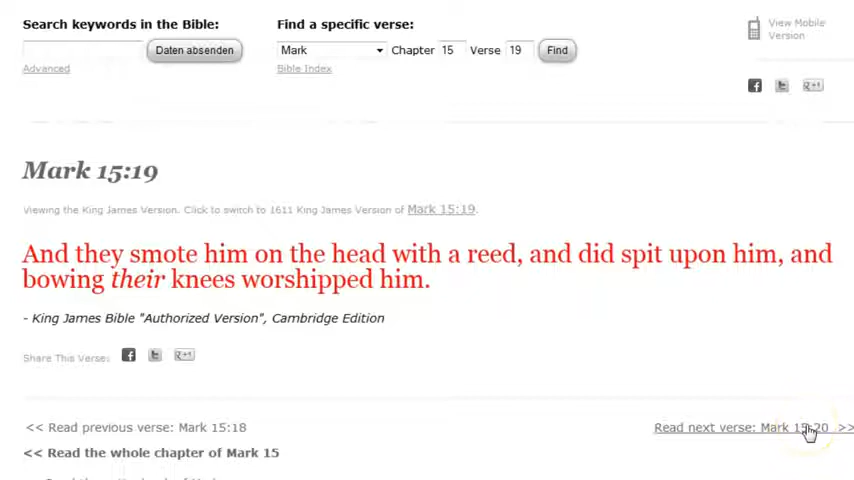 Search keywords in the Bible: Find a specific verse: View Mobile
Version
Daten absenden Mark Chapter 15 Verse 19 Find
Advanced Bible Index
Mark 15:19
Viewing the King James Version. Click to switch to 1611 King James Version of Mark 15:19.
And they smote him on the head with a reed, and did spit upon him, and
bowing their knees worshipped him.
- King James Bible "Authorized Version", Cambridge Edition
Share This Verse:
<< Read previous verse: Mark 15:18 Read next verse: Mark 15:20 >>
<< Read the whole chapter of Mark 15